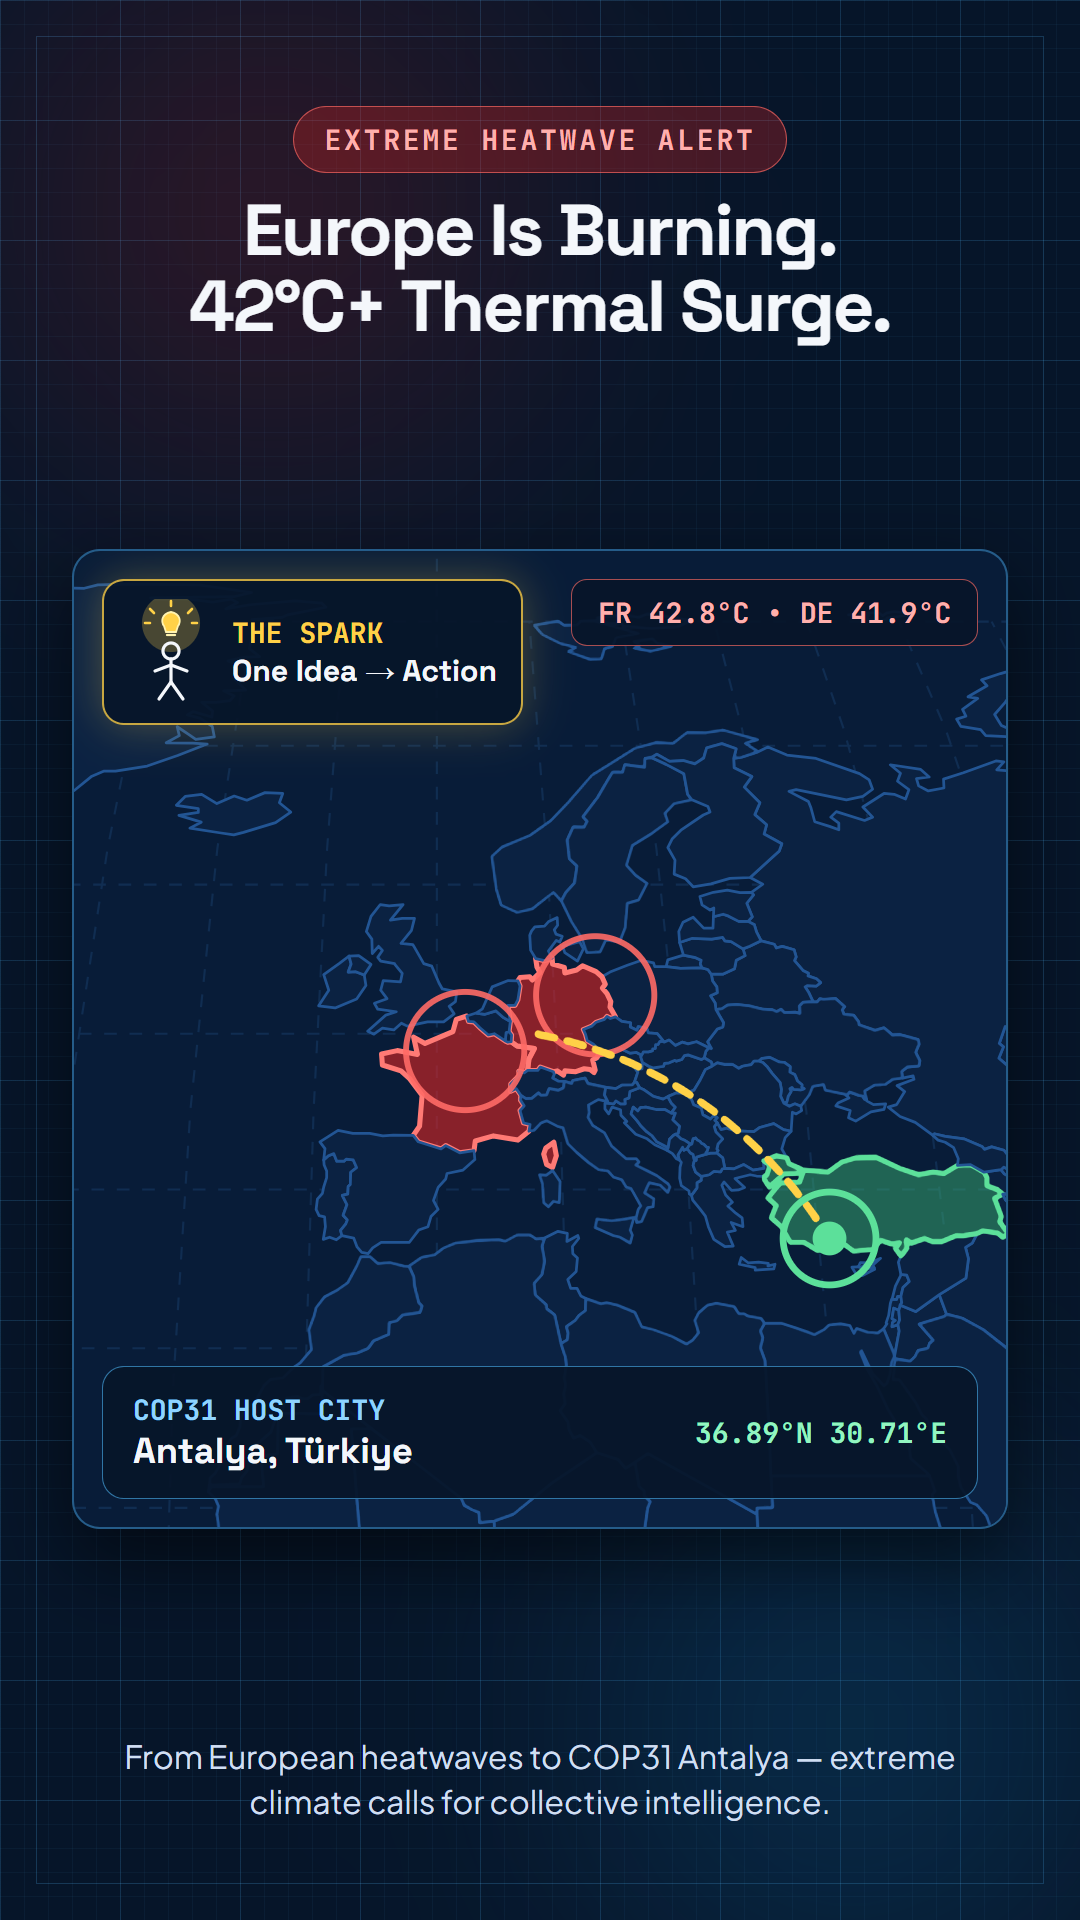 EXTREME HEATWAVE ALERT
Europe Is Burning.
42°C+ Thermal Surge.
THE SPARK
One Idea → Action
FR 42.8°C • DE 41.9°C
COP31 HOST CITY
Antalya, Türkiye
36.89°N 30.71°E
From European heatwaves to COP31 Antalya — extreme
climate calls for collective intelligence.